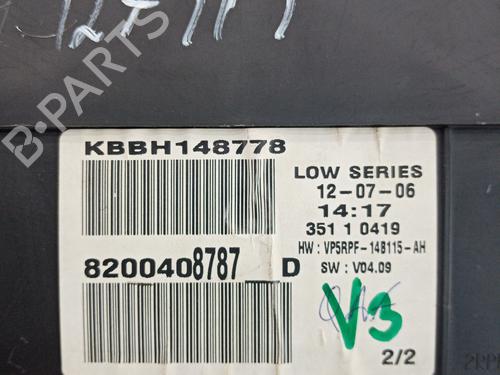 KBBH148778
8200408787 D
LOW SERIES
12-07-06
14:17
351 1 0419
HW : VP5RPF-14B115-AH
SW : V04.09
V3
2/2
B-PARTS